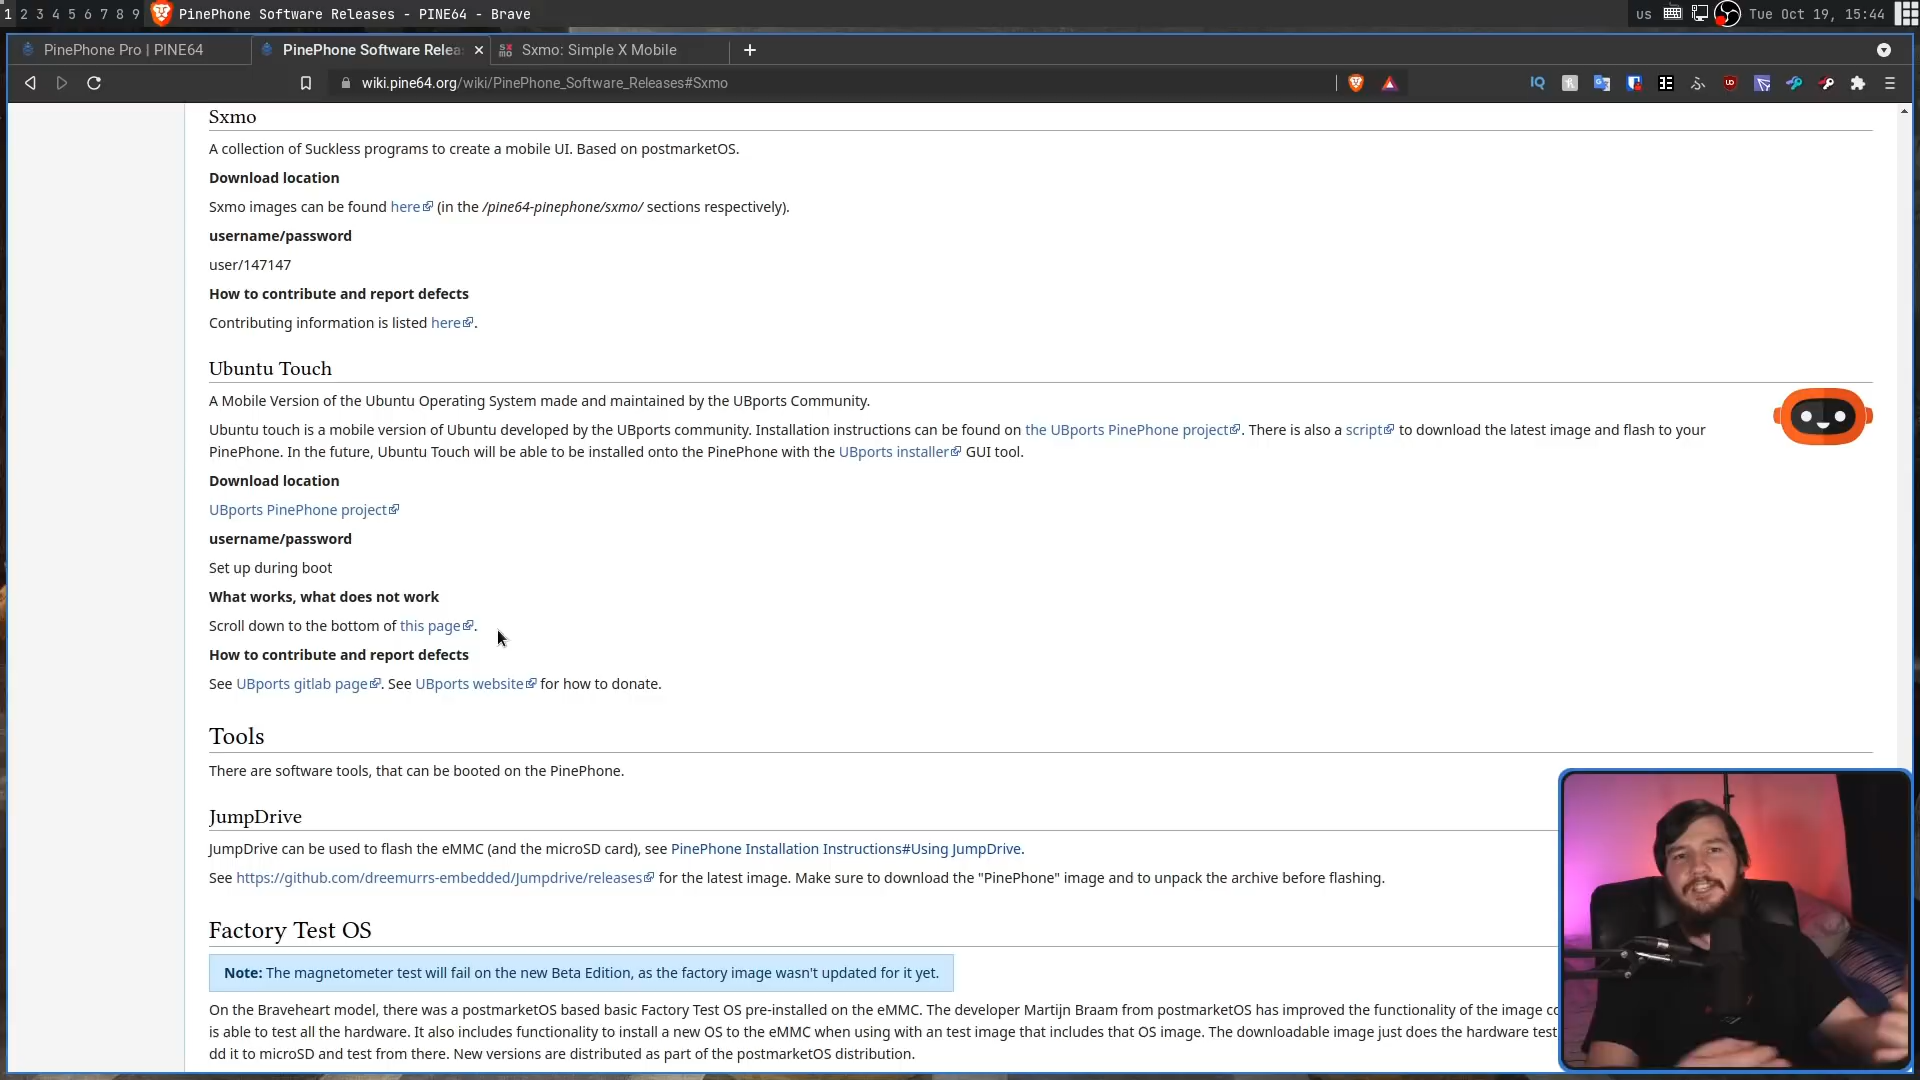 1 2 3 4 5 6 7 8 9 PinePhone Software Releases - PINE64 - Brave us Tue Oct 19, 15:44
PinePhone Pro | PINE64 PinePhone Software Relea Sxmo: Simple X Mobile
wiki.pine64.org/wiki/PinePhone_Software_Releases#Sxmo
Sxmo
A collection of Suckless programs to create a mobile UI. Based on postmarketOS.
Download location
Sxmo images can be found here (in the /pine64-pinephone/sxmo/ sections respectively).
username/password
user/147147
How to contribute and report defects
Contributing information is listed here.
Ubuntu Touch
A Mobile Version of the Ubuntu Operating System made and maintained by the UBports Community.
Ubuntu touch is a mobile version of Ubuntu developed by the UBports community. Installation instructions can be found on the UBports PinePhone project. There is also a script to download the latest image and flash to your
PinePhone. In the future, Ubuntu Touch will be able to be installed onto the PinePhone with the UBports installer GUI tool.
Download location
UBports PinePhone project
username/password
Set up during boot
What works, what does not work
Scroll down to the bottom of this page.
How to contribute and report defects
See UBports gitlab page. See UBports website for how to donate.
Tools
There are software tools, that can be booted on the PinePhone.
JumpDrive
JumpDrive can be used to flash the eMMC (and the microSD card), see PinePhone Installation Instructions#Using JumpDrive.
See https://github.com/dreemurrs-embedded/Jumpdrive/releases for the latest image. Make sure to download the "PinePhone" image and to unpack the archive before flashing.
Factory Test OS
Note: The magnetometer test will fail on the new Beta Edition, as the factory image wasn't updated for it yet.
On the Braveheart model, there was a postmarketOS based basic Factory Test OS pre-installed on the eMMC. The developer Martijn Braam from postmarketOS has improved the functionality of the image co
is able to test all the hardware. It also includes functionality to install a new OS to the eMMC when using with an test image that includes that OS image. The downloadable image just does the hardware test
dd it to microSD and test from there. New versions are distributed as part of the postmarketOS distribution.